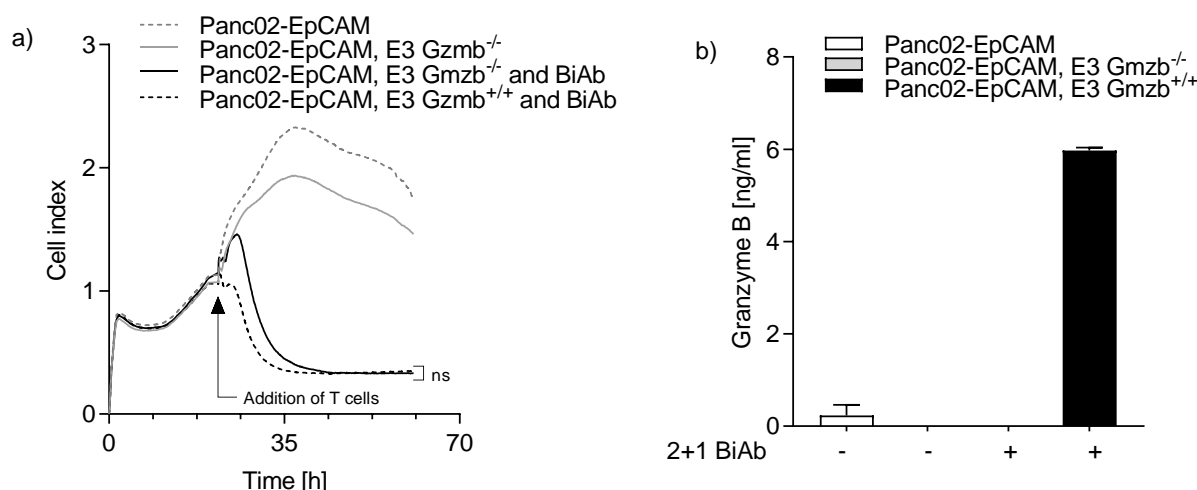 a)
Panc02-EpCAM
Panc02-EpCAM, E3 Gzmb-/-
Panc02-EpCAM, E3 Gmzb-/- and BiAb
Panc02-EpCAM, E3 Gzmb+/+ and BiAb
3
2
1
0
Cell index
ns
Addition of T cells
0 35 70
Time [h]
b)
Panc02-EpCAM
Panc02-EpCAM, E3 Gmzb-/-
Panc02-EpCAM, E3 Gmzb+/+
8
6
4
2
0
Granzyme B [ng/ml]
2+1 BiAb - - + +